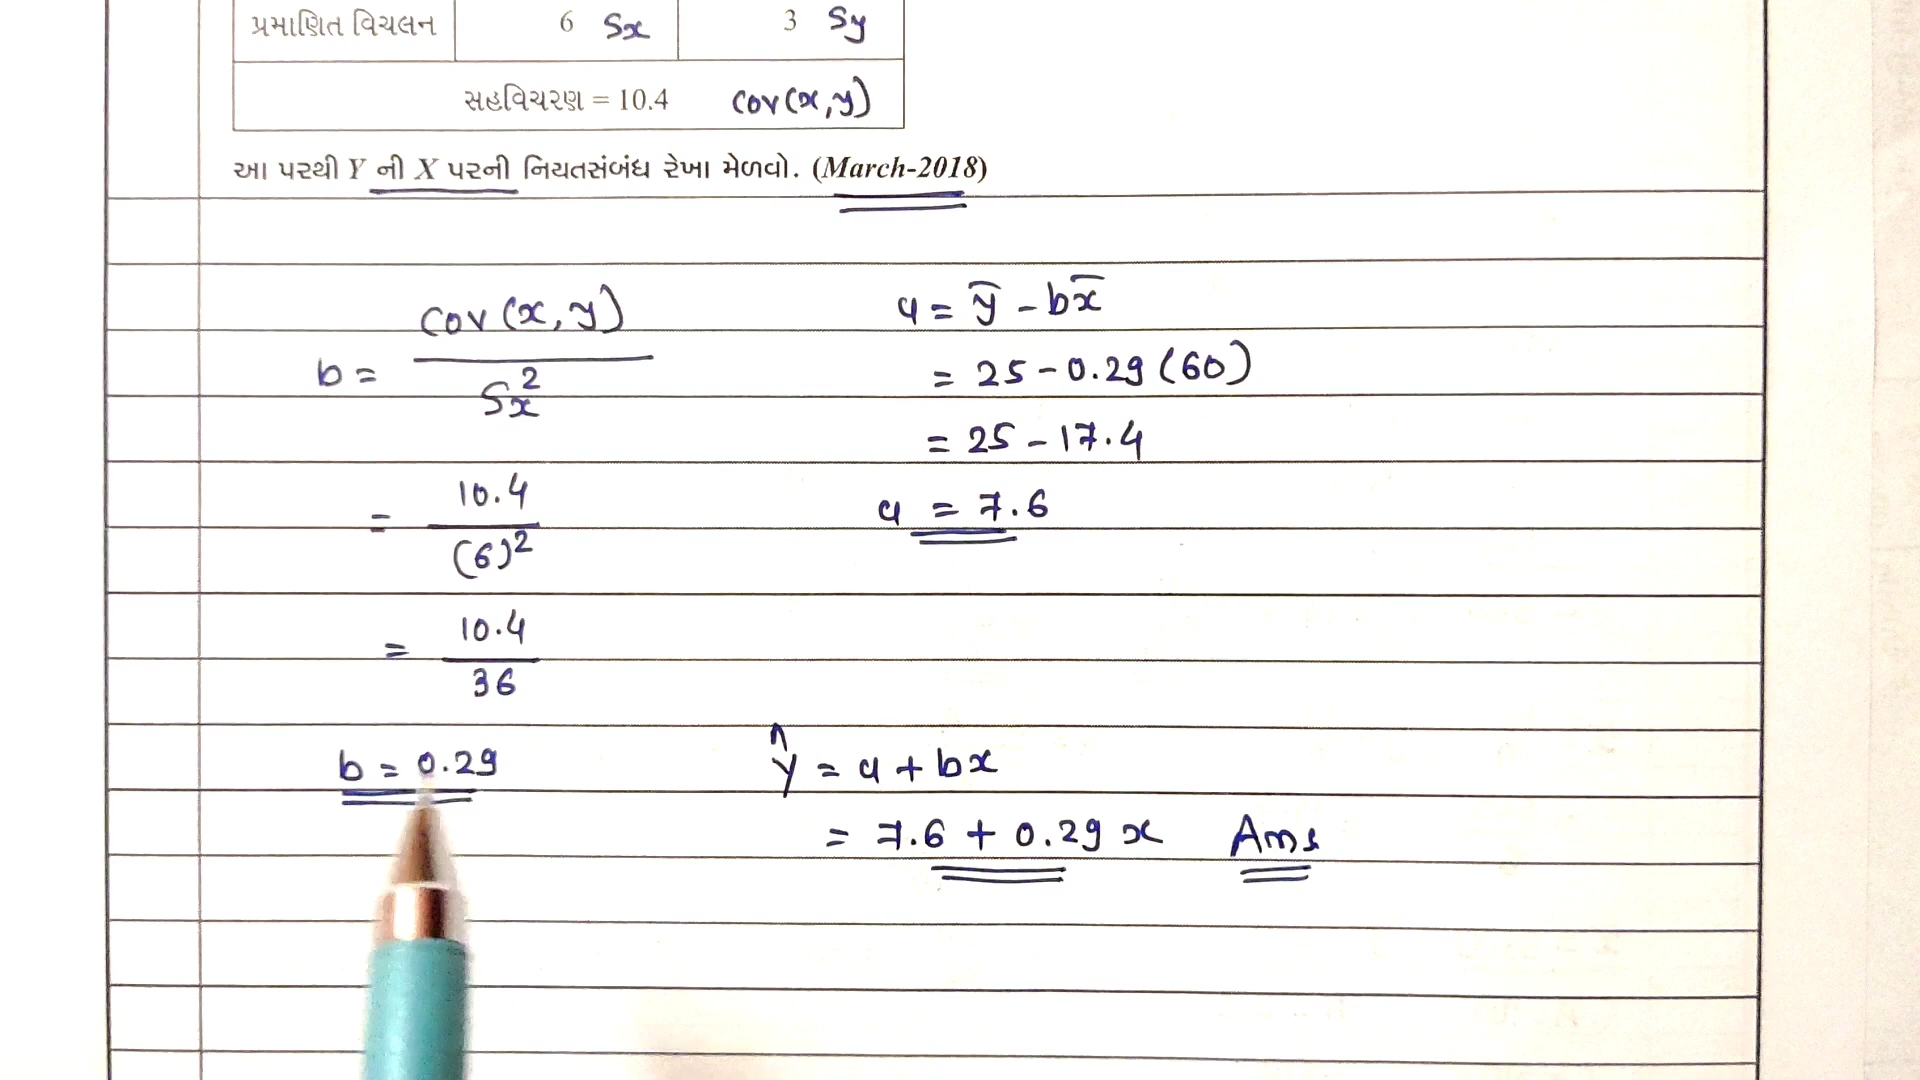 પ્રમાણિત વિચલન 6 Sx 3 Sy
સહવિચરણ = 10.4 cov(x,y)
આ પરથી Y ની X પરની નિયતસંબંધ રેખા મેળવો. (March-2018)
b = cov(x,y) / Sx²
= 10.4 / (6)²
= 10.4 / 36
b = 0.29
a = y̅ - bx̅
= 25 - 0.29 (60)
= 25 - 17.4
a = 7.6
ŷ = a + bx
= 7.6 + 0.29 x Ans